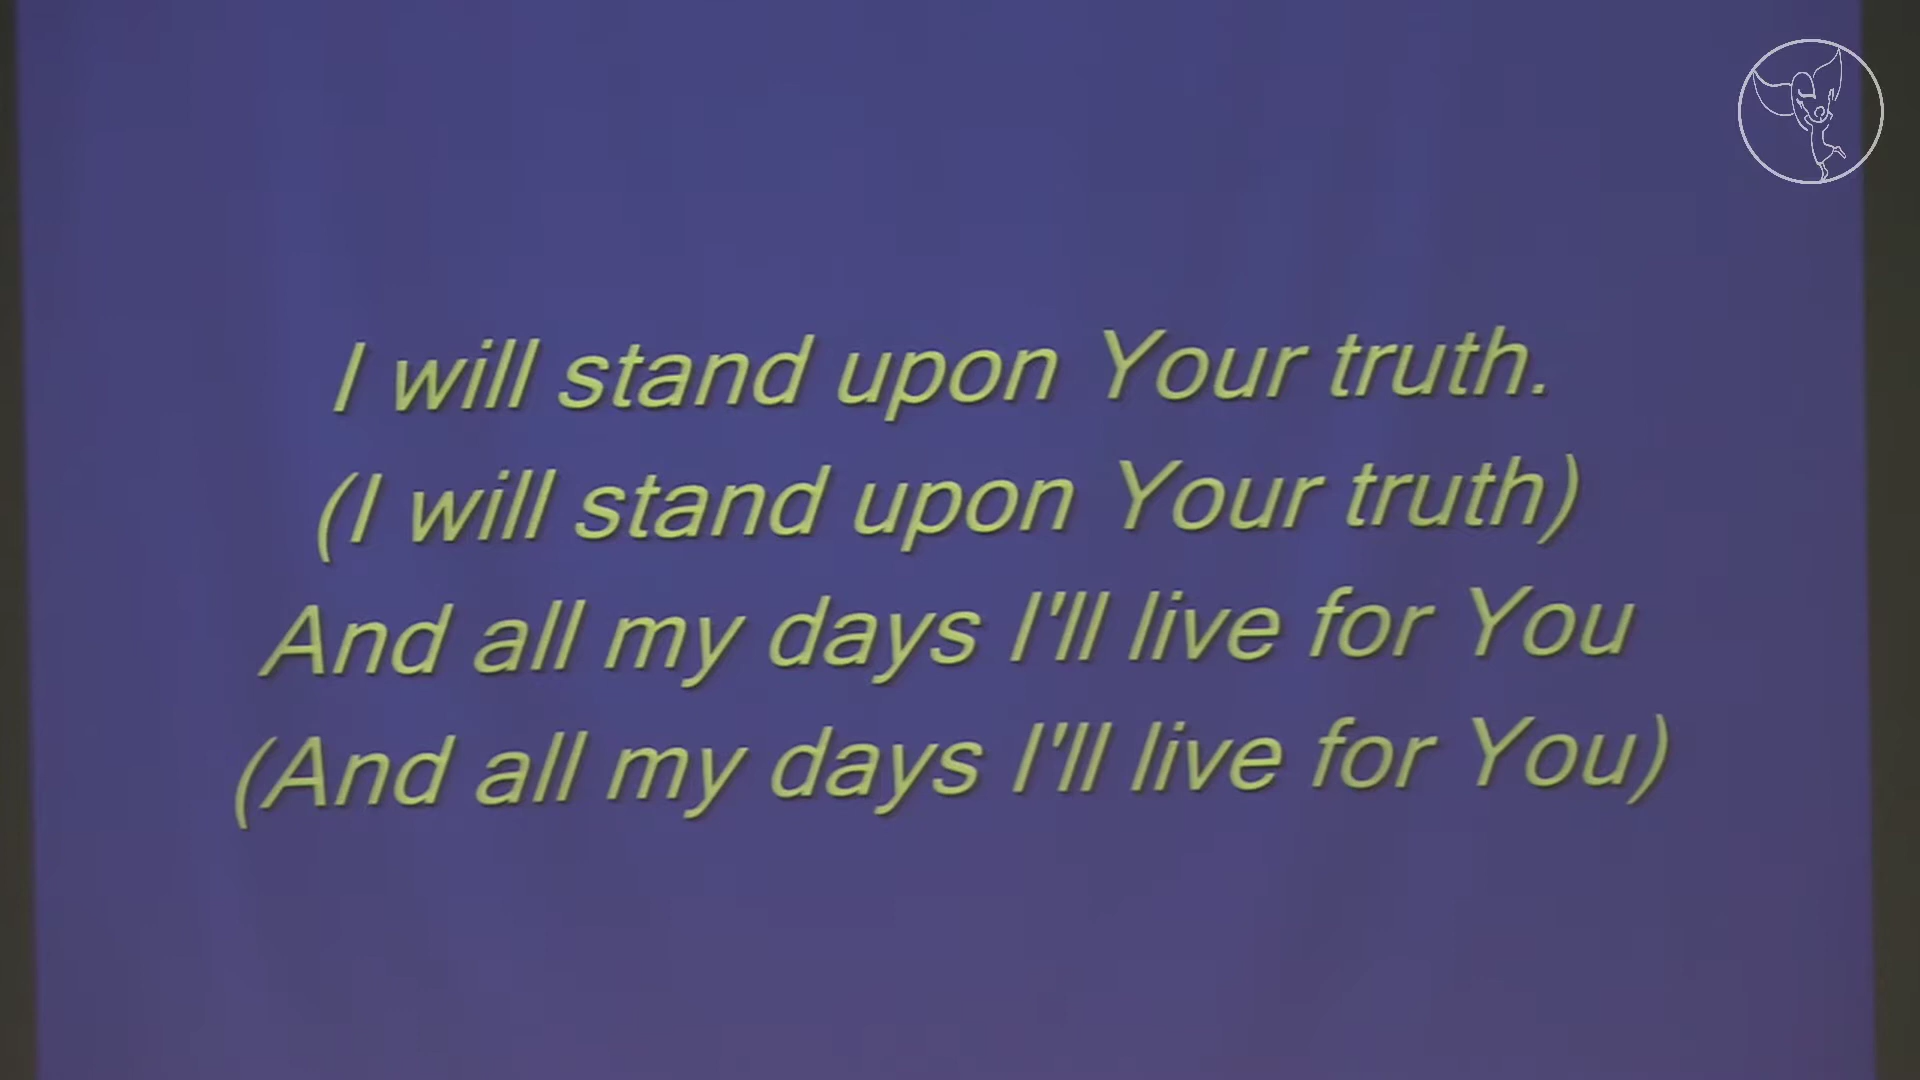 I will stand upon Your truth.
(I will stand upon Your truth)
And all my days I'll live for You
(And all my days I'll live for You)